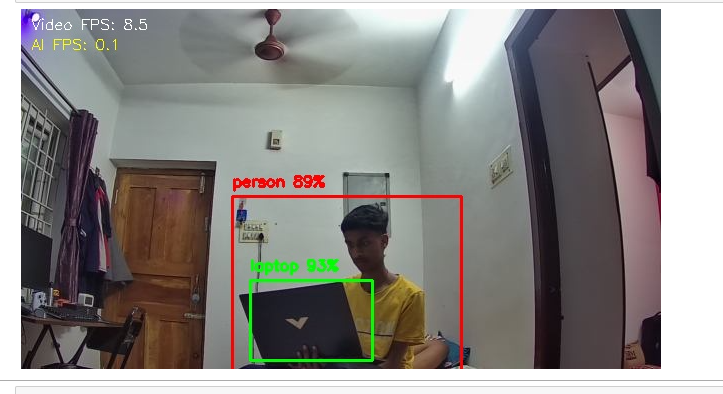 Video FPS: 8.5
AI FPS: 0.1
person 89%
laptop 93%